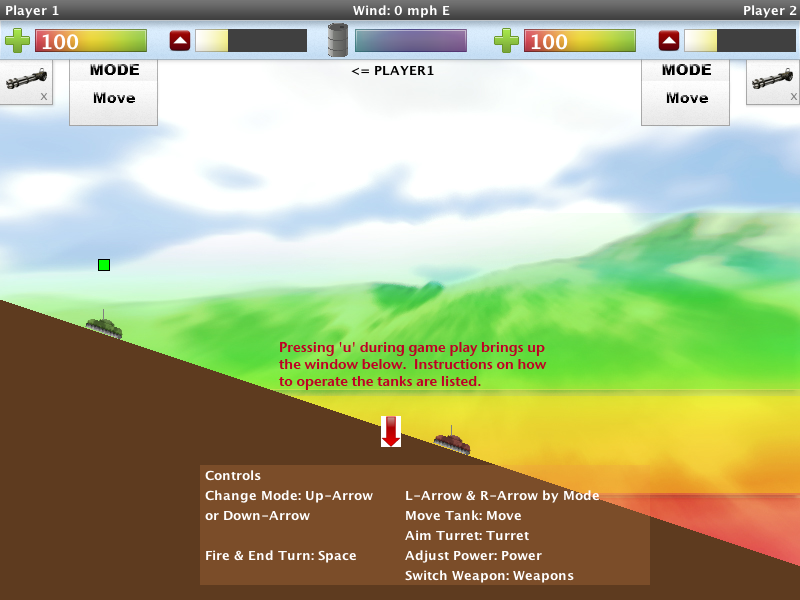 Player 1
Wind: 0 mph E
Player 2
100
100
x
MODE
Move
<= PLAYER1
MODE
Move
x
Pressing 'u' during game play brings up
the window below.  Instructions on how
to operate the tanks are listed.
Controls
Change Mode: Up-Arrow
or Down-Arrow
Fire & End Turn: Space
L-Arrow & R-Arrow by Mode
Move Tank: Move
Aim Turret: Turret
Adjust Power: Power
Switch Weapon: Weapons